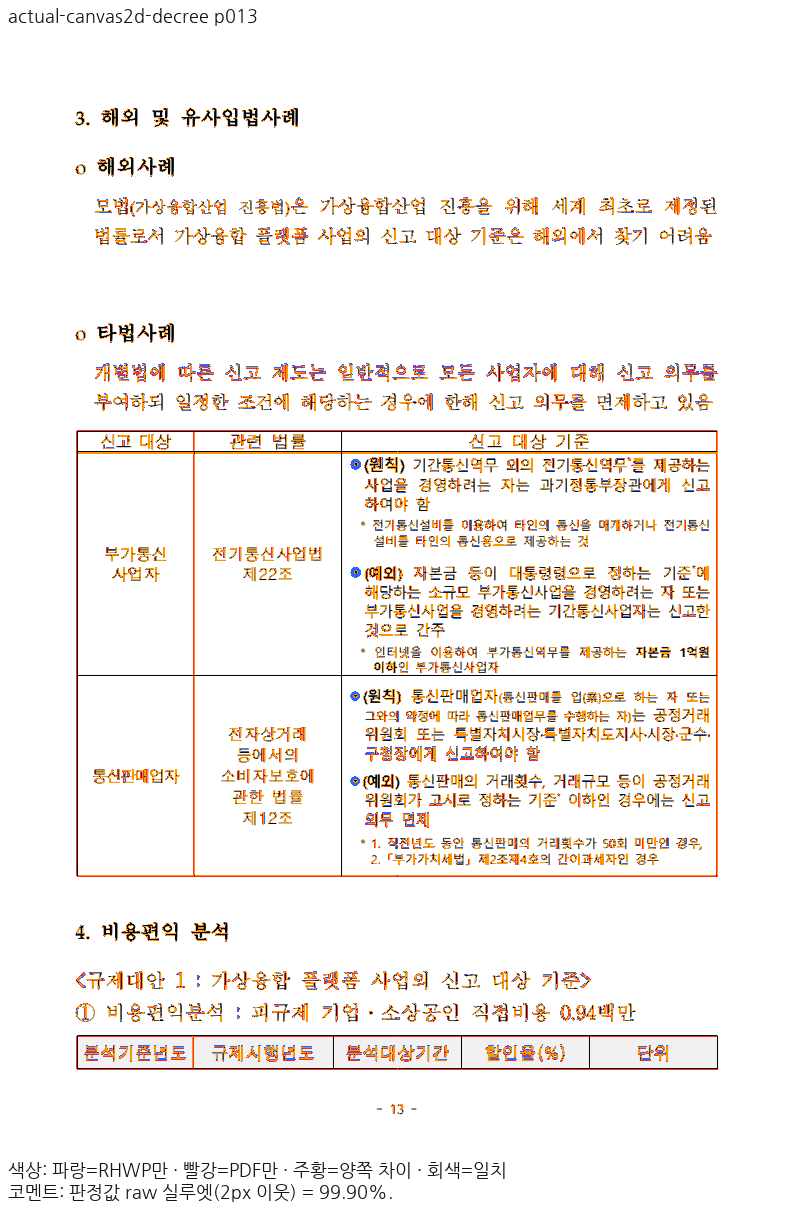 actual-canvas2d-decree p013
3. 해외 및 유사입법사례
o 해외사례
모법(가상융합산업 진흥법)은 가상융합산업 진흥을 위해 세계 최초로 제정된
법률로서 가상융합 플랫폼 사업의 신고 대상 기준은 해외에서 찾기 어려움
o 타법사례
개별법에 따른 신고 제도는 일반적으로 모든 사업자에 대해 신고 의무를
부여하되 일정한 조건에 해당하는 경우에 한해 신고 의무를 면제하고 있음
신고 대상 관련 법률 신고 대상 기준
부가통신
사업자
전기통신사업법
제22조
(원칙) 기간통신역무 외의 전기통신역무*를 제공하는
사업을 경영하려는 자는 과기정통부장관에게 신고
하여야 함
* 전기통신설비를 이용하여 타인의 통신을 매개하거나 전기통신
설비를 타인의 통신용으로 제공하는 것
(예외) 자본금 등이 대통령령으로 정하는 기준*에
해당하는 소규모 부가통신사업을 경영하려는 자 또는
부가통신사업을 경영하려는 기간통신사업자는 신고한
것으로 간주
* 인터넷을 이용하여 부가통신역무를 제공하는 자본금 1억원
이하인 부가통신사업자
통신판매업자
전자상거래
등에서의
소비자보호에
관한 법률
제12조
(원칙) 통신판매업자(통신판매를 업(業)으로 하는 자 또는
그와의 약정에 따라 통신판매업무를 수행하는 자)는 공정거래
위원회 또는 특별자치시장·특별자치도지사·시장·군수·
구청장에게 신고하여야 함
(예외) 통신판매의 거래횟수, 거래규모 등이 공정거래
위원회가 고시로 정하는 기준* 이하인 경우에는 신고
의무 면제
* 1. 직전년도 동안 통신판매의 거래횟수가 50회 미만인 경우,
2. 「부가가치세법」 제2조제4호의 간이과세자인 경우
4. 비용편익 분석
<규제대안 1 : 가상융합 플랫폼 사업의 신고 대상 기준>
① 비용편익분석 : 피규제 기업·소상공인 직접비용 0.94백만
분석기준년도 규제시행년도 분석대상기간 할인율(%) 단위
- 13 -
색상: 파랑=RHWP만 · 빨강=PDF만 · 주황=양쪽 차이 · 회색=일치
코멘트: 판정값 raw 실루엣(2px 이웃) = 99.90%.